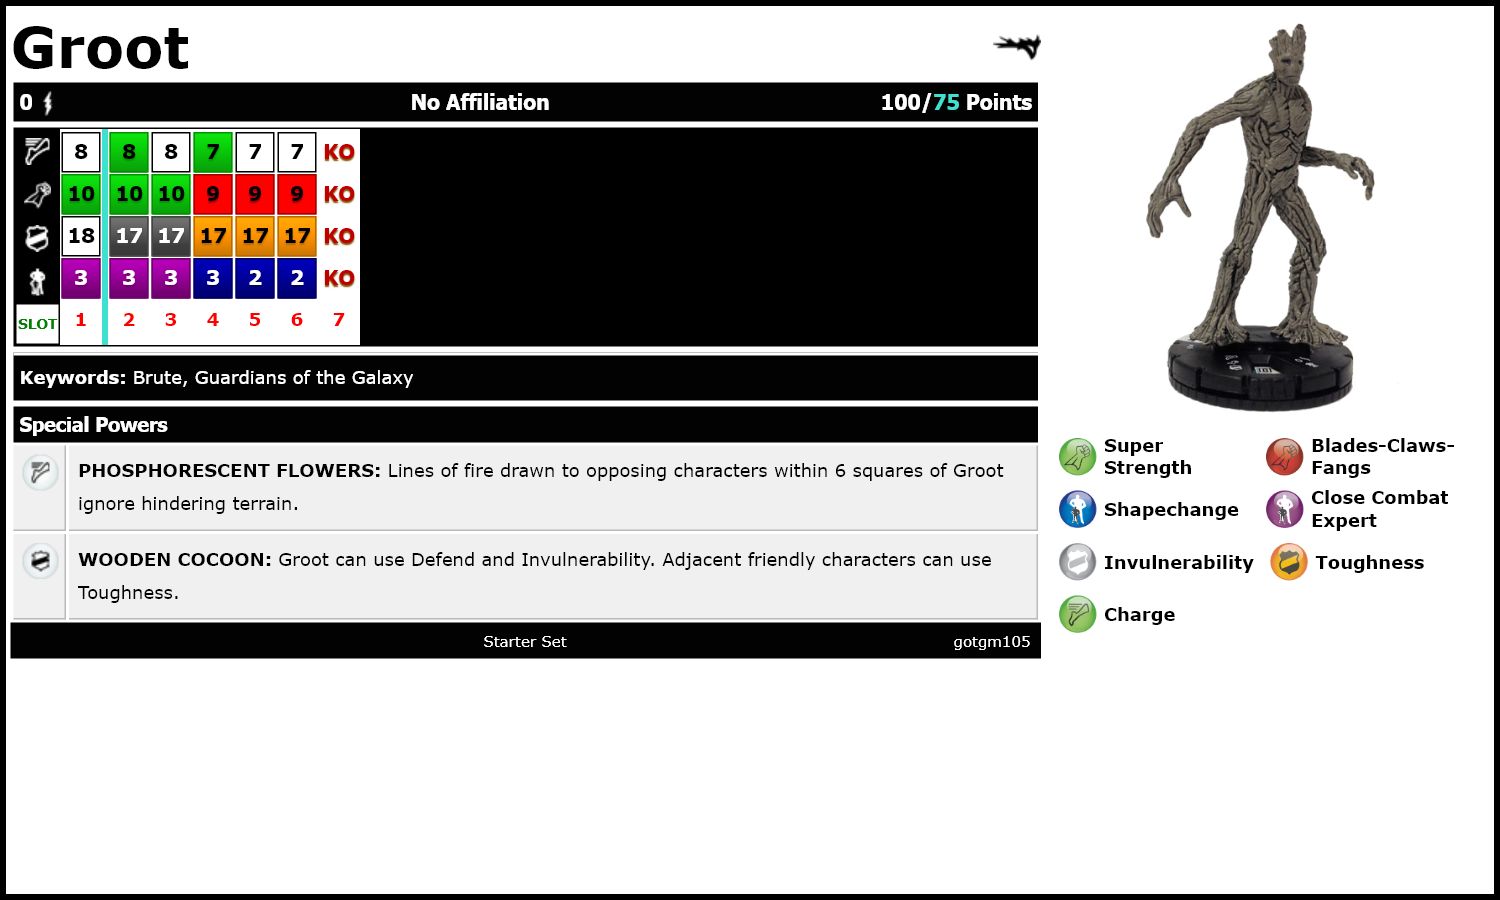 Groot
0 No Affiliation 100/75 Points
8 8 8 7 7 7 KO
10 10 10 9 9 9 KO
18 17 17 17 17 17 KO
3 3 3 3 2 2 KO
SLOT 1 2 3 4 5 6 7
Keywords: Brute, Guardians of the Galaxy
Special Powers
PHOSPHORESCENT FLOWERS: Lines of fire drawn to opposing characters within 6 squares of Groot
ignore hindering terrain.
WOODEN COCOON: Groot can use Defend and Invulnerability. Adjacent friendly characters can use
Toughness.
Starter Set gotgm105
Super
Strength
Blades-Claws-
Fangs
Shapechange
Close Combat
Expert
Invulnerability
Toughness
Charge